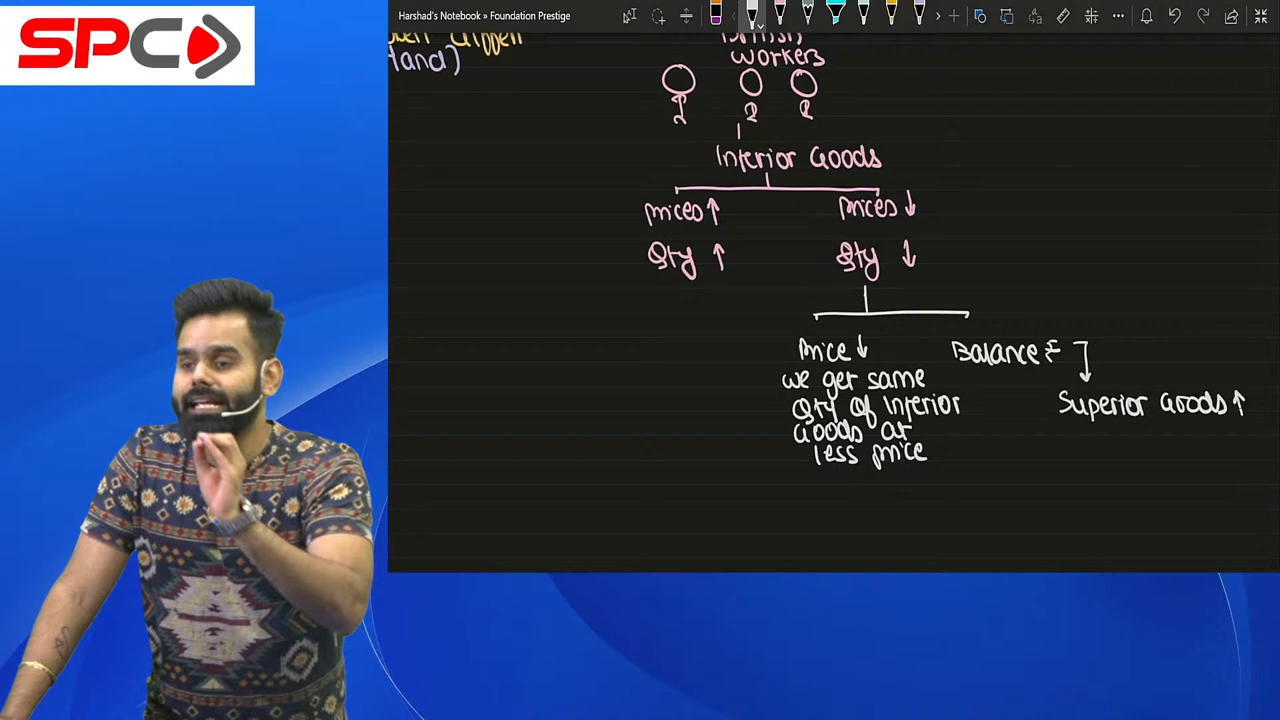 SPC
Harshad's Notebook » Foundation Prestige
Hand)
workers
Inferior Goods
Prices ↑
Prices ↓
Qty ↑
Qty ↓
Price ↓
Balance
we get same
Qty of Inferior
Goods at
less price
Superior Goods ↑